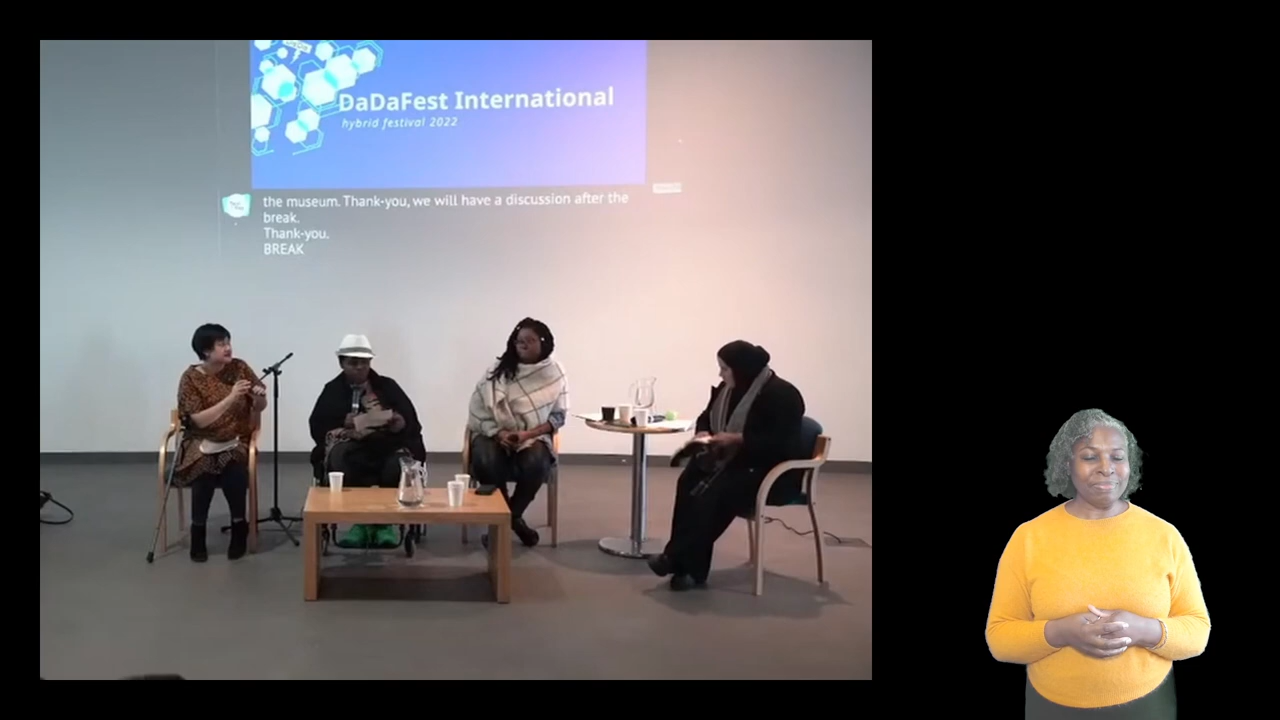 DaDaFest International
hybrid festival 2022
the museum. Thank-you, we will have a discussion after the
break.
Thank-you.
BREAK